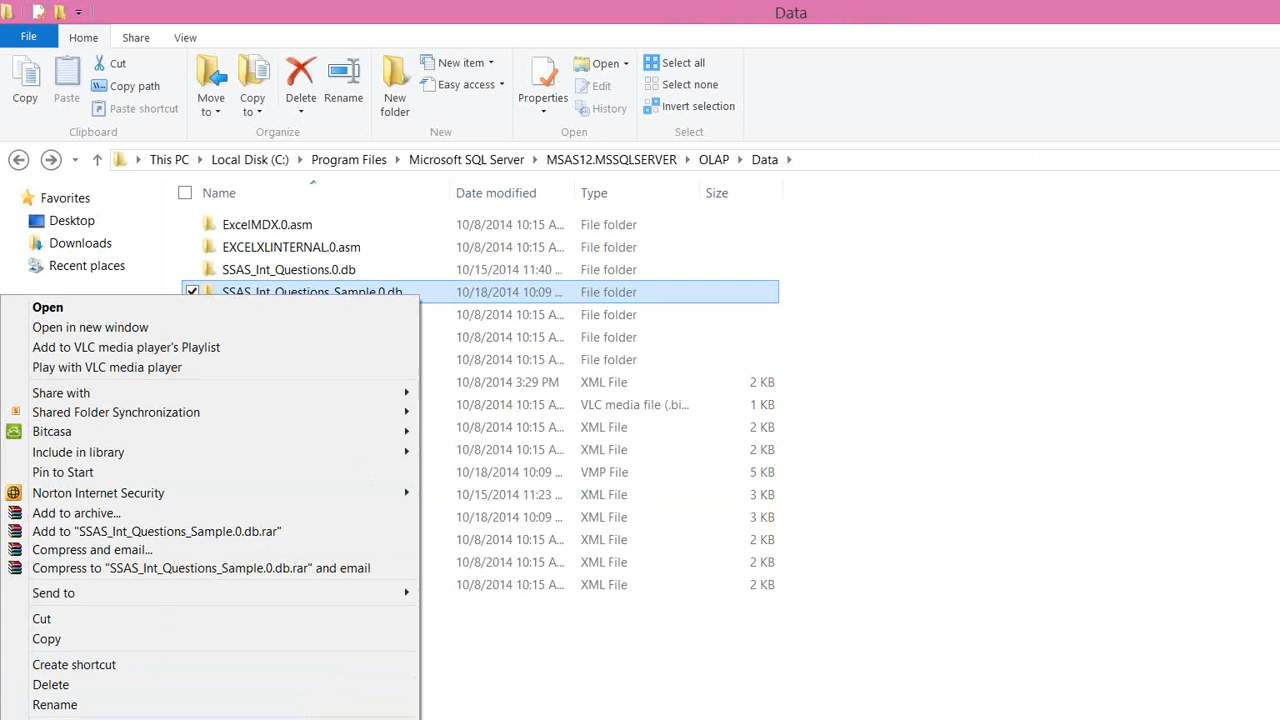 Data
File Home Share View
Copy
Paste
Cut
Copy path
Paste shortcut
Clipboard
Move to
Copy to
Delete
Rename
Organize
New folder
New item
Easy access
New
Properties
Open
Edit
History
Open
Select all
Select none
Invert selection
Select
This PC Local Disk (C:) Program Files Microsoft SQL Server MSAS12.MSSQLSERVER OLAP Data
Favorites
Desktop
Downloads
Recent places
Name Date modified Type Size
ExcelMDX.0.asm 10/8/2014 10:15 A... File folder
EXCELXLINTERNAL.0.asm 10/8/2014 10:15 A... File folder
SSAS_Int_Questions.0.db 10/15/2014 11:40 ... File folder
SSAS_Int_Questions_Sample.0.db 10/18/2014 10:09 ... File folder
10/8/2014 10:15 A... File folder
10/8/2014 10:15 A... File folder
10/8/2014 10:15 A... File folder
10/8/2014 3:29 PM XML File 2 KB
10/8/2014 10:15 A... VLC media file (.bi... 1 KB
10/8/2014 10:15 A... XML File 2 KB
10/8/2014 10:15 A... XML File 2 KB
10/18/2014 10:09 ... VMP File 5 KB
10/15/2014 11:23 ... XML File 3 KB
10/18/2014 10:09 ... XML File 3 KB
10/8/2014 10:15 A... XML File 2 KB
10/8/2014 10:15 A... XML File 2 KB
10/8/2014 10:15 A... XML File 2 KB
Open
Open in new window
Add to VLC media player's Playlist
Play with VLC media player
Share with
Shared Folder Synchronization
Bitcasa
Include in library
Pin to Start
Norton Internet Security
Add to archive...
Add to "SSAS_Int_Questions_Sample.0.db.rar"
Compress and email...
Compress to "SSAS_Int_Questions_Sample.0.db.rar" and email
Send to
Cut
Copy
Create shortcut
Delete
Rename